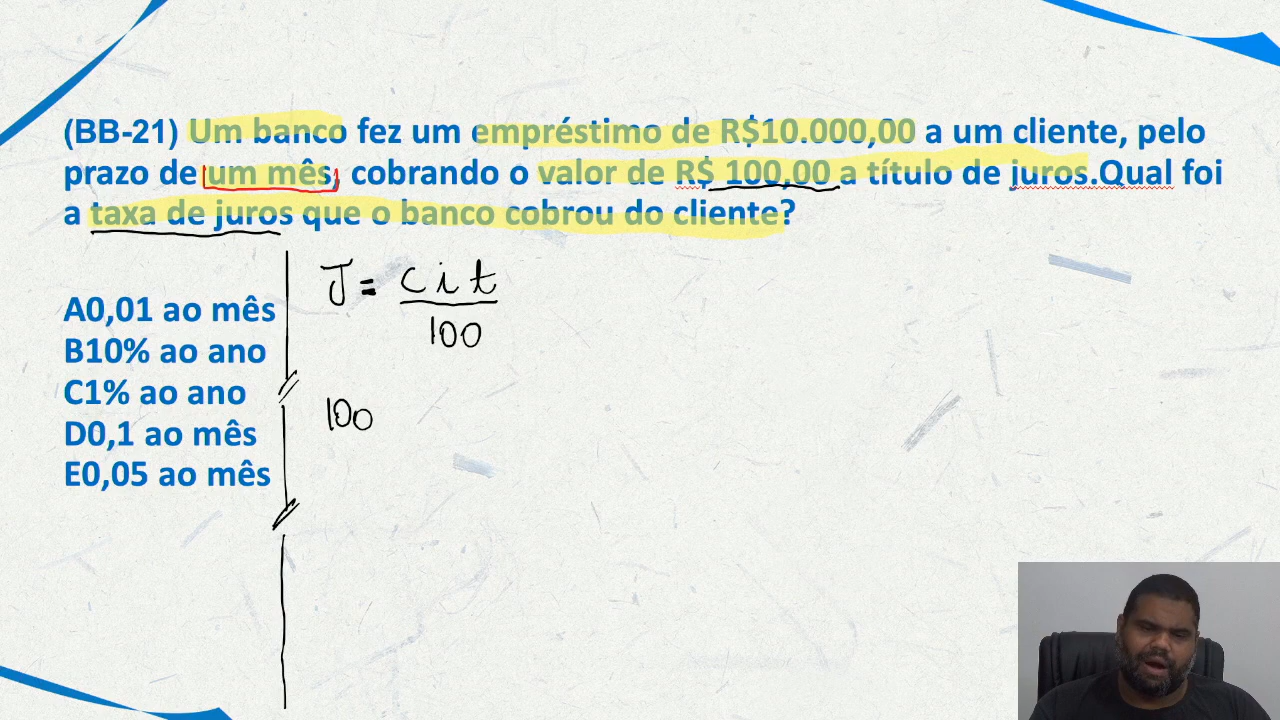 (BB-21) Um banco fez um empréstimo de R$10.000,00 a um cliente, pelo
prazo de um mês, cobrando o valor de R$ 100,00 a título de juros.Qual foi
a taxa de juros que o banco cobrou do cliente?
A0,01 ao mês
B10% ao ano
C1% ao ano
D0,1 ao mês
E0,05 ao mês
J = c i t
100
100